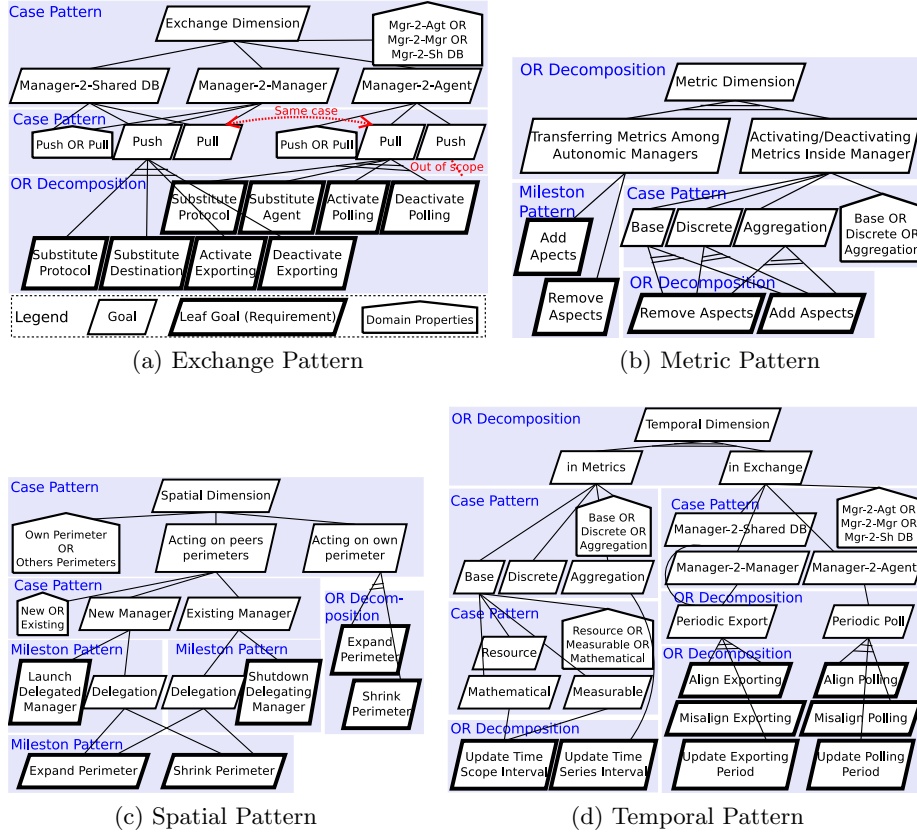 Case Pattern
Exchange Dimension
Mgr-2-Agt OR
Mgr-2-Mgr OR
Mgr-2-Sh DB
Manager-2-Shared DB
Manager-2-Manager
Manager-2-Agent
Case Pattern
Same case
Push OR Pull
Push
Pull
Push OR Pull
Pull
Push
Out of scope
OR Decomposition
Substitute
Protocol
Substitute
Agent
Activate
Polling
Deactivate
Polling
Substitute
Protocol
Substitute
Destination
Activate
Exporting
Deactivate
Exporting
Legend
Goal
Leaf Goal (Requirement)
Domain Properties
(a) Exchange Pattern
OR Decomposition
Metric Dimension
Transferring Metrics Among
Autonomic Managers
Activating/Deactivating
Metrics Inside Manager
Mileston
Pattern
Case Pattern
Base
Discrete
Aggregation
Base OR
Discrete OR
Aggregation
Add
Apects
Remove
Aspects
OR Decomposition
Remove Aspects
Add Aspects
(b) Metric Pattern
Case Pattern
Spatial Dimension
Own Perimeter
OR
Others Perimeters
Acting on peers
perimeters
Acting on own
perimeter
Case Pattern
New OR
Existing
New Manager
Existing Manager
OR Decom-
position
Expand
Perimeter
Shrink
Perimeter
Mileston Pattern
Mileston Pattern
Launch
Delegated
Manager
Delegation
Delegation
Shutdown
Delegating
Manager
Mileston Pattern
Expand Perimeter
Shrink Perimeter
(c) Spatial Pattern
OR Decomposition
Temporal Dimension
in Metrics
in Exchange
Case Pattern
Base OR
Discrete OR
Aggregation
Base
Discrete
Aggregation
Case Pattern
Resource
Resource OR
Measurable OR
Mathematical
Mathematical
Measurable
OR Decomposition
Update Time
Scope Interval
Update Time
Series Interval
Case Pattern
Mgr-2-Agt OR
Mgr-2-Mgr OR
Mgr-2-Sh DB
Manager-2-Shared DB
Manager-2-Manager
Manager-2-Agent
OR Decomposition
Periodic Export
Periodic Poll
OR Decomposition
Align Exporting
Align Polling
Misalign Exporting
Misalign Polling
Update Exporting
Period
Update Polling
Period
(d) Temporal Pattern